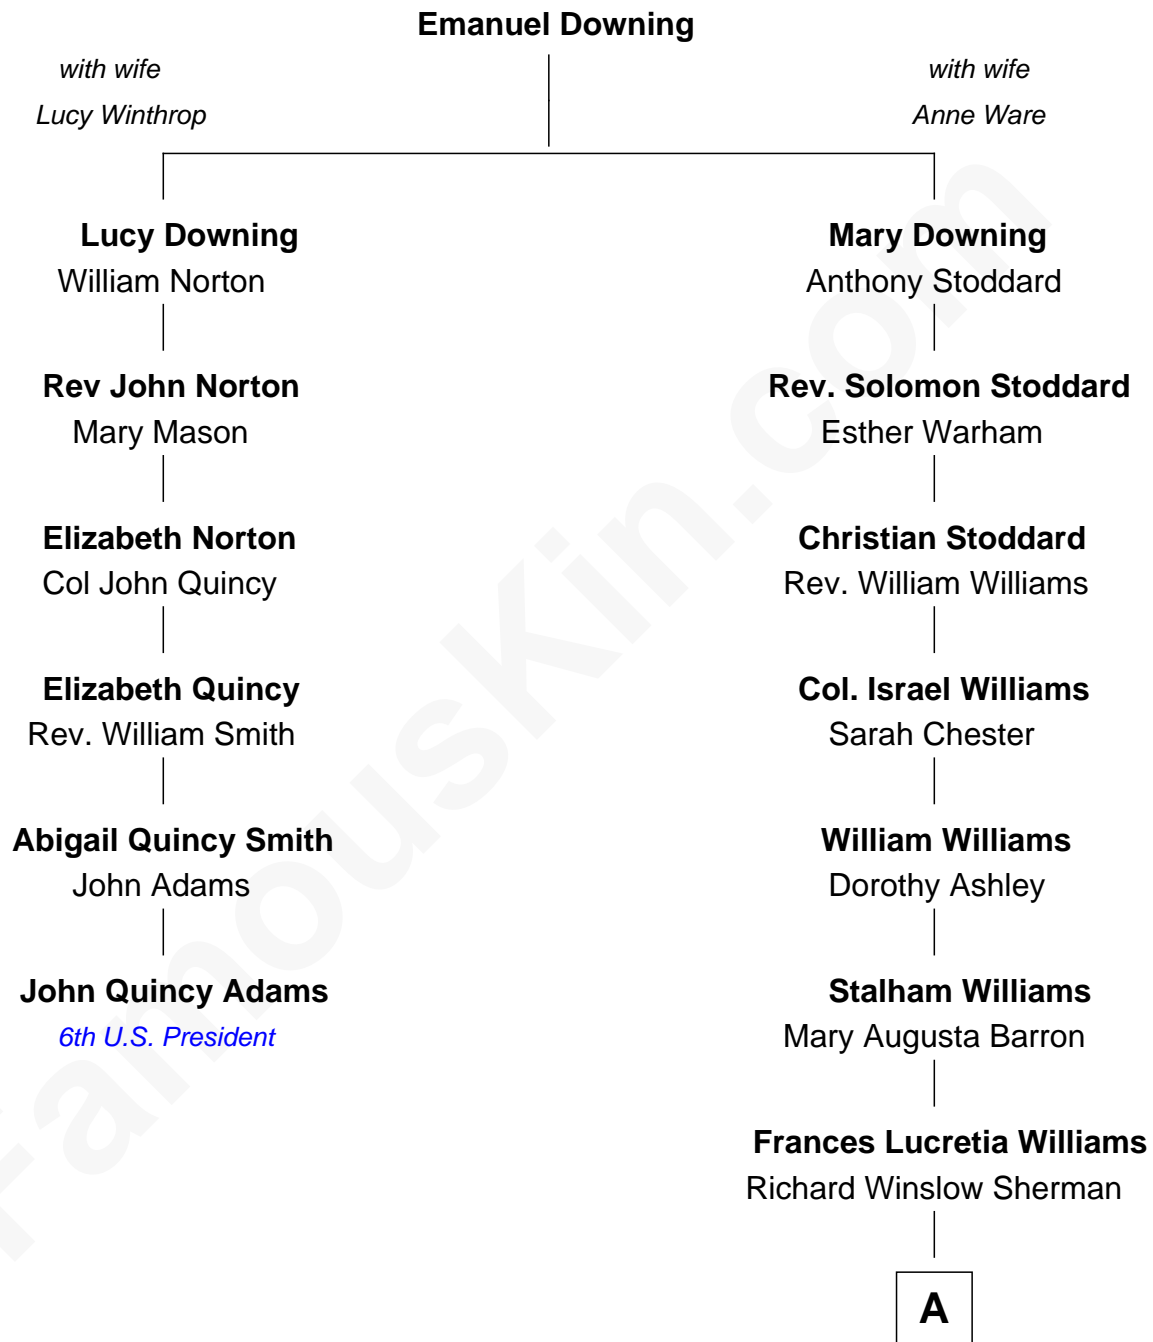 Emanuel Downing
with wife
Lucy Winthrop
with wife
Anne Ware
Lucy Downing
William Norton
Mary Downing
Anthony Stoddard
Rev John Norton
Mary Mason
Rev. Solomon Stoddard
Esther Warham
Elizabeth Norton
Col John Quincy
Christian Stoddard
Rev. William Williams
Elizabeth Quincy
Rev. William Smith
Col. Israel Williams
Sarah Chester
Abigail Quincy Smith
John Adams
William Williams
Dorothy Ashley
John Quincy Adams
6th U.S. President
Stalham Williams
Mary Augusta Barron
Frances Lucretia Williams
Richard Winslow Sherman
A
FamousKin.com